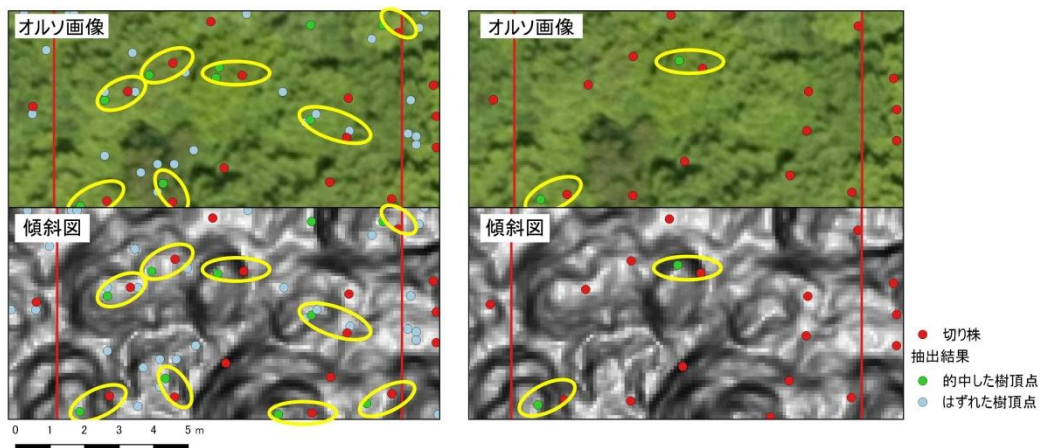 オルソ画像
オルソ画像
傾斜図
傾斜図
切り株
抽出結果
的中した樹頂点
はずれた樹頂点
0 1 2 3 4 5 m